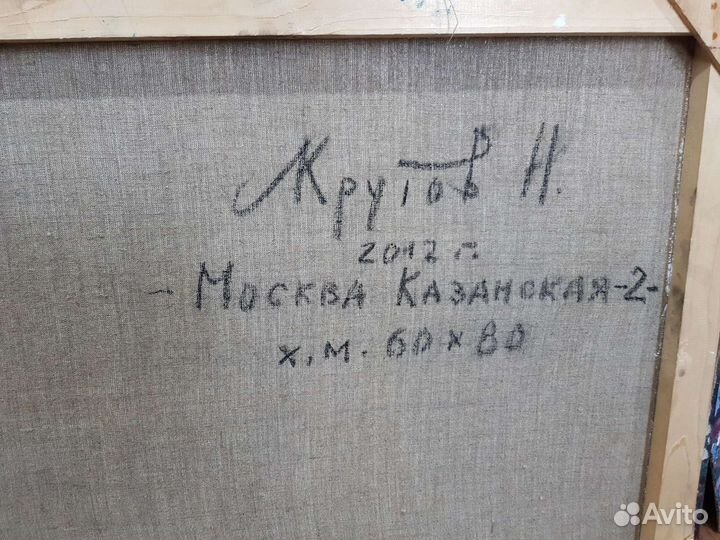 Крутов Н.
2012 г.
- Москва Казанская-2-
х,м. 60х80
Avito